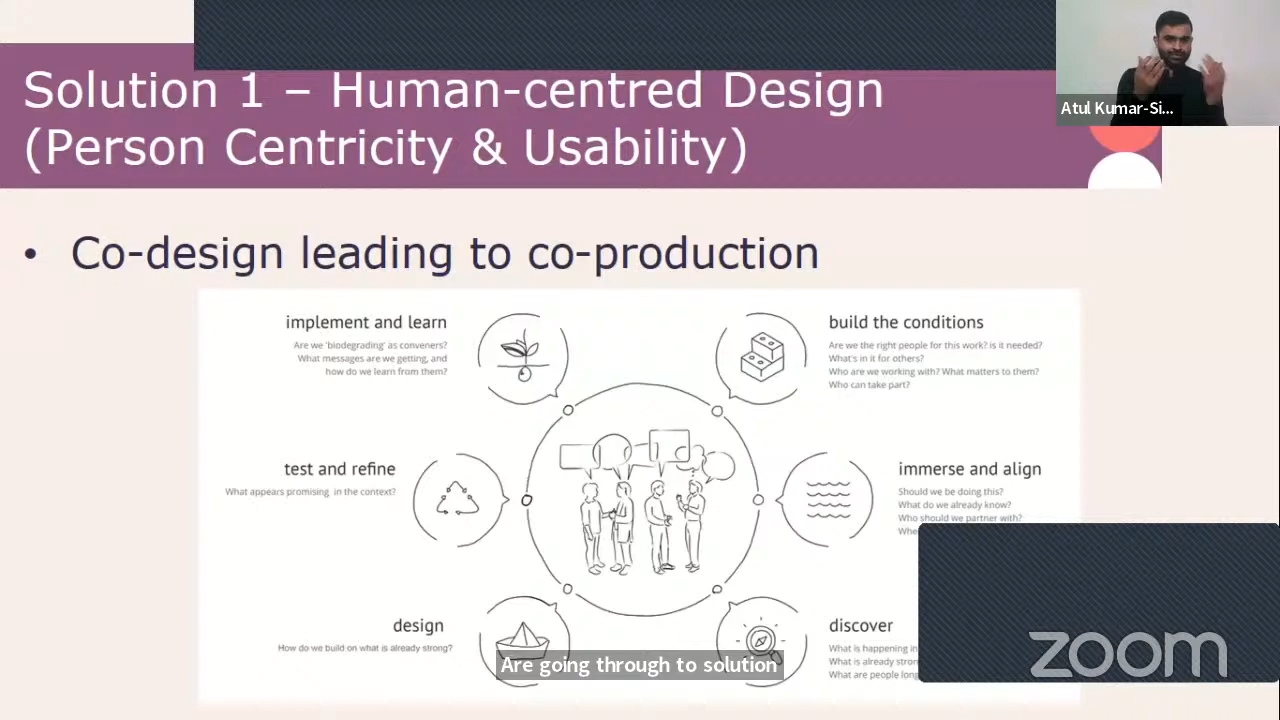 Solution 1 – Human-centred Design
(Person Centricity & Usability)
Atul Kumar-Si...
• Co-design leading to co-production
implement and learn
Are we 'biodegrading' as conveners?
What messages are we getting, and
how do we learn from them?
build the conditions
Are we the right people for this work? is it needed?
What's in it for others?
Who are we working with? What matters to them?
Who can take part?
test and refine
What appears promising in the context?
immerse and align
Should we be doing this?
What do we already know?
Who should we partner with?
design
How do we build on what is already strong?
discover
What is happening in
What is already
What are people
Are going through to solution
zoom